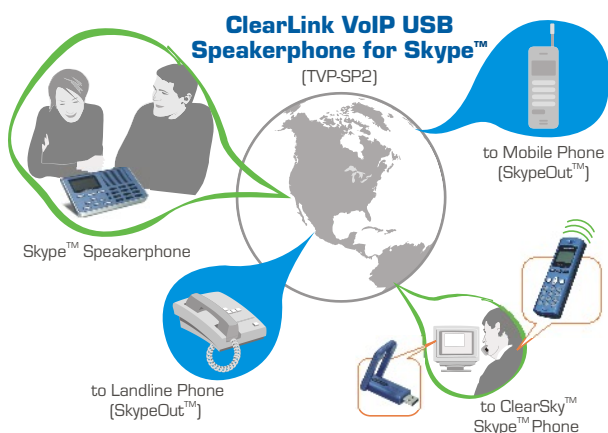 ClearLink VoIP USB
Speakerphone for Skype™
(TVP-SP2)
to Mobile Phone
(SkypeOut™)
Skype™ Speakerphone
to Landline Phone
(SkypeOut™)
to ClearSky™
Skype™ Phone